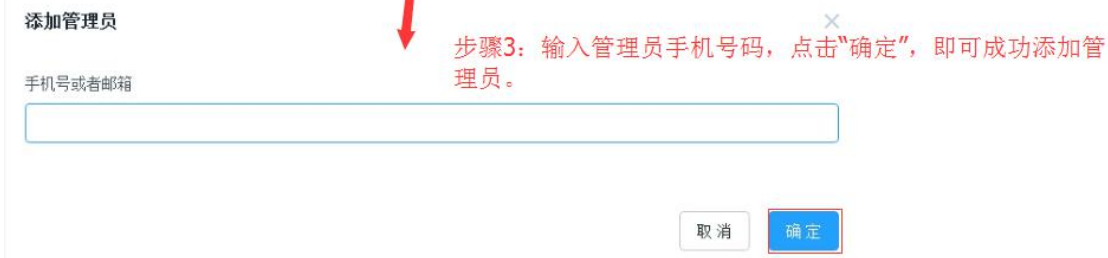 添加管理员
步骤3：输入管理员手机号码，点击“确定”，即可成功添加管
理员。
手机号或者邮箱
取消
确定